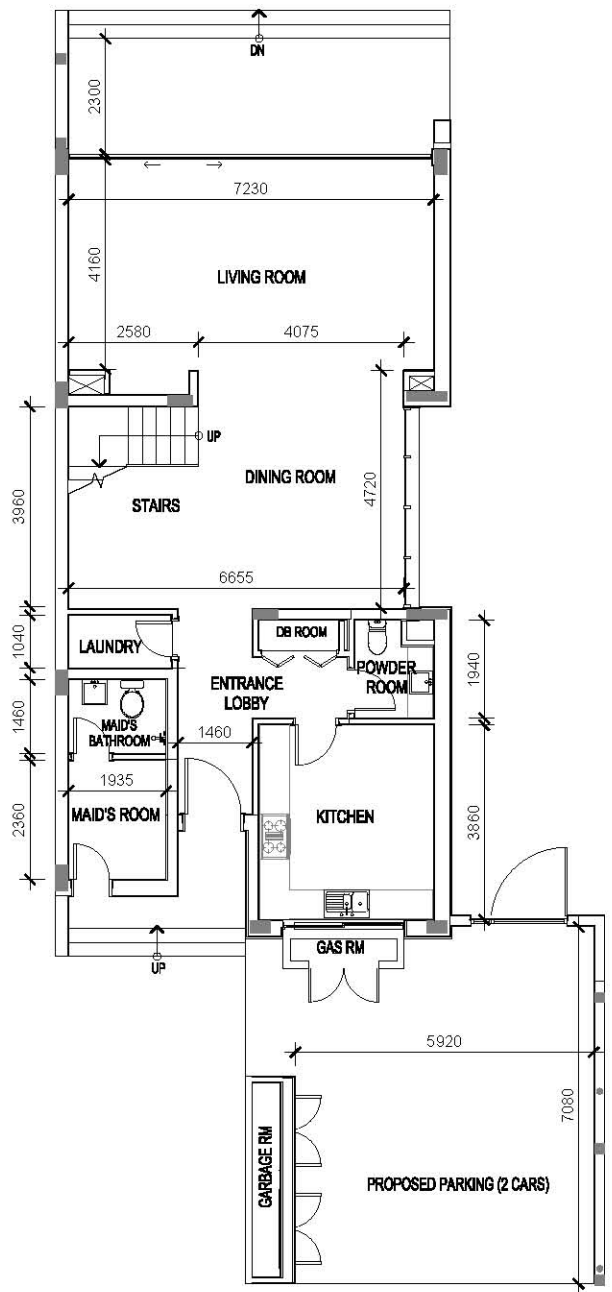 DN
2300
7230
4160
LIVING ROOM
2580
4075
UP
DINING ROOM
4720
3960
STAIRS
6655
LAUNDRY
1040
DB ROOM
POWDER
ROOM
1940
ENTRANCE
LOBBY
1460
MAID'S
BATHROOM
1460
1935
MAID'S ROOM
2360
KITCHEN
3860
UP
GAS RM
5920
7080
GARBAGE RM
PROPOSED PARKING (2 CARS)